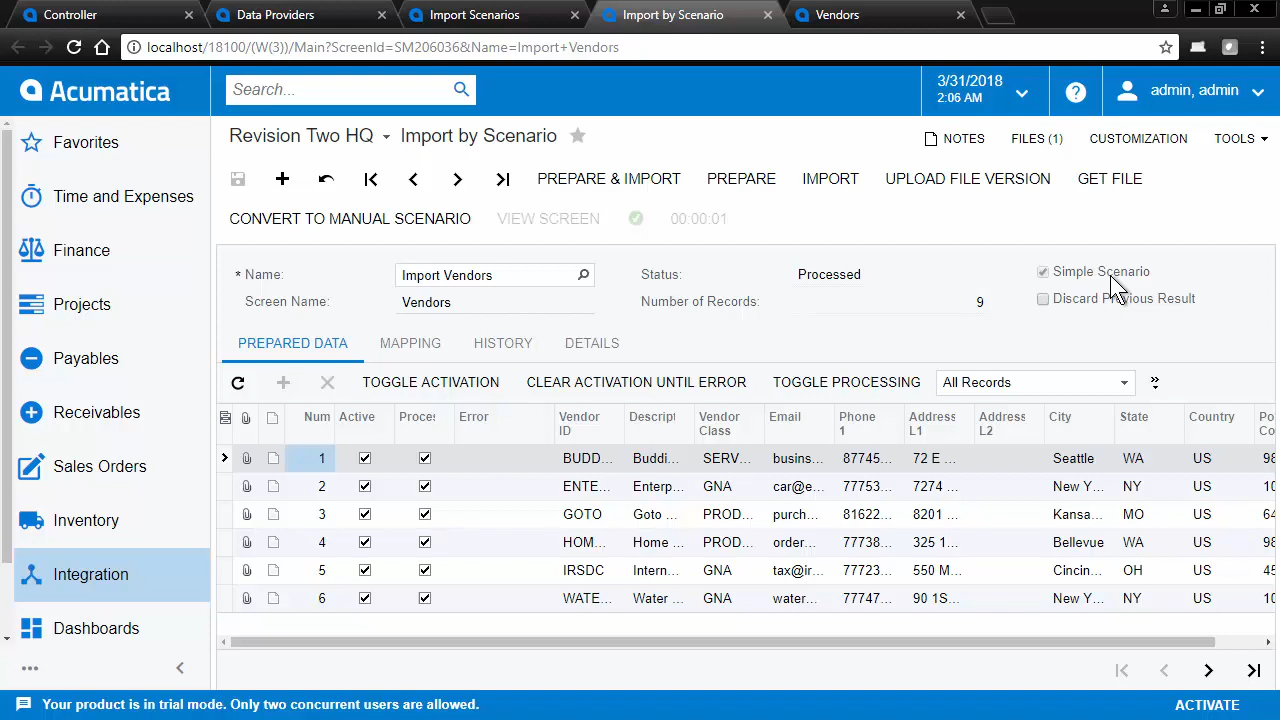 Controller
Data Providers
Import Scenarios
Import by Scenario
Vendors
localhost/18100/(W(3))/Main?ScreenId=SM206036&Name=Import+Vendors
Acumatica
Search...
3/31/2018
2:06 AM
admin, admin
Favorites
Time and Expenses
Finance
Projects
Payables
Receivables
Sales Orders
Inventory
Integration
Dashboards
Revision Two HQ
Import by Scenario
NOTES
FILES (1)
CUSTOMIZATION
TOOLS
PREPARE & IMPORT
PREPARE
IMPORT
UPLOAD FILE VERSION
GET FILE
CONVERT TO MANUAL SCENARIO
VIEW SCREEN
00:00:01
* Name: Import Vendors
Status: Processed
Simple Scenario
Screen Name: Vendors
Number of Records: 9
Discard Previous Result
PREPARED DATA
MAPPING
HISTORY
DETAILS
TOGGLE ACTIVATION
CLEAR ACTIVATION UNTIL ERROR
TOGGLE PROCESSING
All Records
Num Active Proces Error Vendor ID Descript Vendor Class Email Phone 1 Address L1 Address L2 City State Country Po Co
1 BUDD... Buddi... SERV... busins... 87745... 72 E ... Seattle WA US 98
2 ENTE... Enterp... GNA car@e... 77753... 7274 ... New Y... NY US 10
3 GOTO Goto ... PROD... purch... 81622... 8201 ... Kansa... MO US 64
4 HOM... Home ... PROD... order... 77738... 325 1... Bellevue WA US 98
5 IRSDC Intern... GNA tax@ir... 77723... 550 M... Cincin... OH US 45
6 WATE... Water ... GNA water... 77747... 90 1S... New Y... NY US 10
Your product is in trial mode. Only two concurrent users are allowed.
ACTIVATE